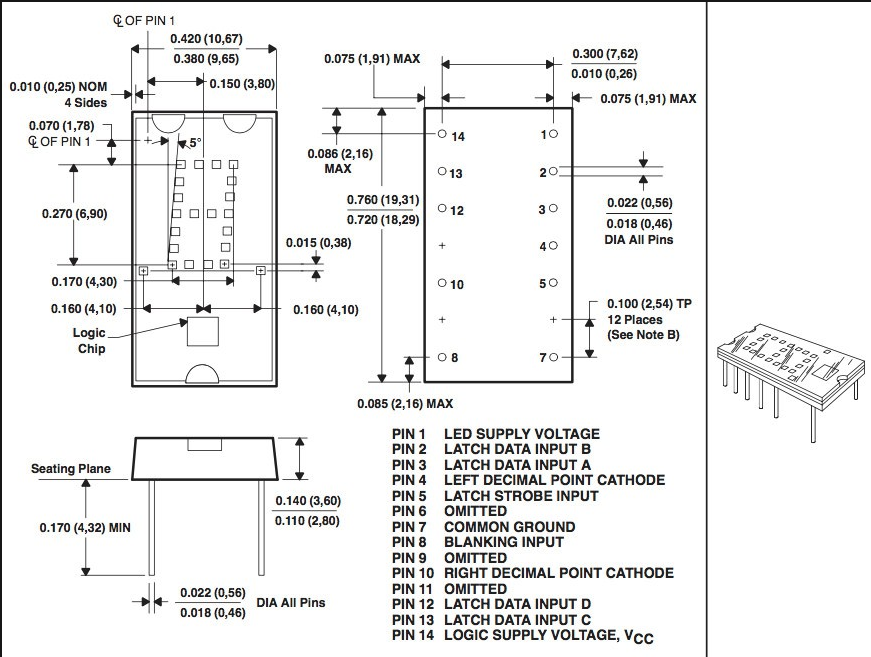 ℄ OF PIN 1
0.420 (10,67)
0.380 (9,65)
0.150 (3,80)
0.010 (0,25) NOM
4 Sides
0.070 (1,78)
℄ OF PIN 1
5°
0.270 (6,90)
0.015 (0,38)
0.170 (4,30)
0.160 (4,10)
0.160 (4,10)
Logic
Chip
0.075 (1,91) MAX
0.300 (7,62)
0.010 (0,26)
0.075 (1,91) MAX
0.086 (2,16)
MAX
14
1
13
2
0.760 (19,31)
0.720 (18,29)
12
3
0.022 (0,56)
0.018 (0,46)
DIA All Pins
4
10
5
0.100 (2,54) TP
12 Places
(See Note B)
8
7
0.085 (2,16) MAX
Seating Plane
0.140 (3,60)
0.110 (2,80)
0.170 (4,32) MIN
0.022 (0,56)
0.018 (0,46)
DIA All Pins
PIN 1 LED SUPPLY VOLTAGE
PIN 2 LATCH DATA INPUT B
PIN 3 LATCH DATA INPUT A
PIN 4 LEFT DECIMAL POINT CATHODE
PIN 5 LATCH STROBE INPUT
PIN 6 OMITTED
PIN 7 COMMON GROUND
PIN 8 BLANKING INPUT
PIN 9 OMITTED
PIN 10 RIGHT DECIMAL POINT CATHODE
PIN 11 OMITTED
PIN 12 LATCH DATA INPUT D
PIN 13 LATCH DATA INPUT C
PIN 14 LOGIC SUPPLY VOLTAGE, VCC